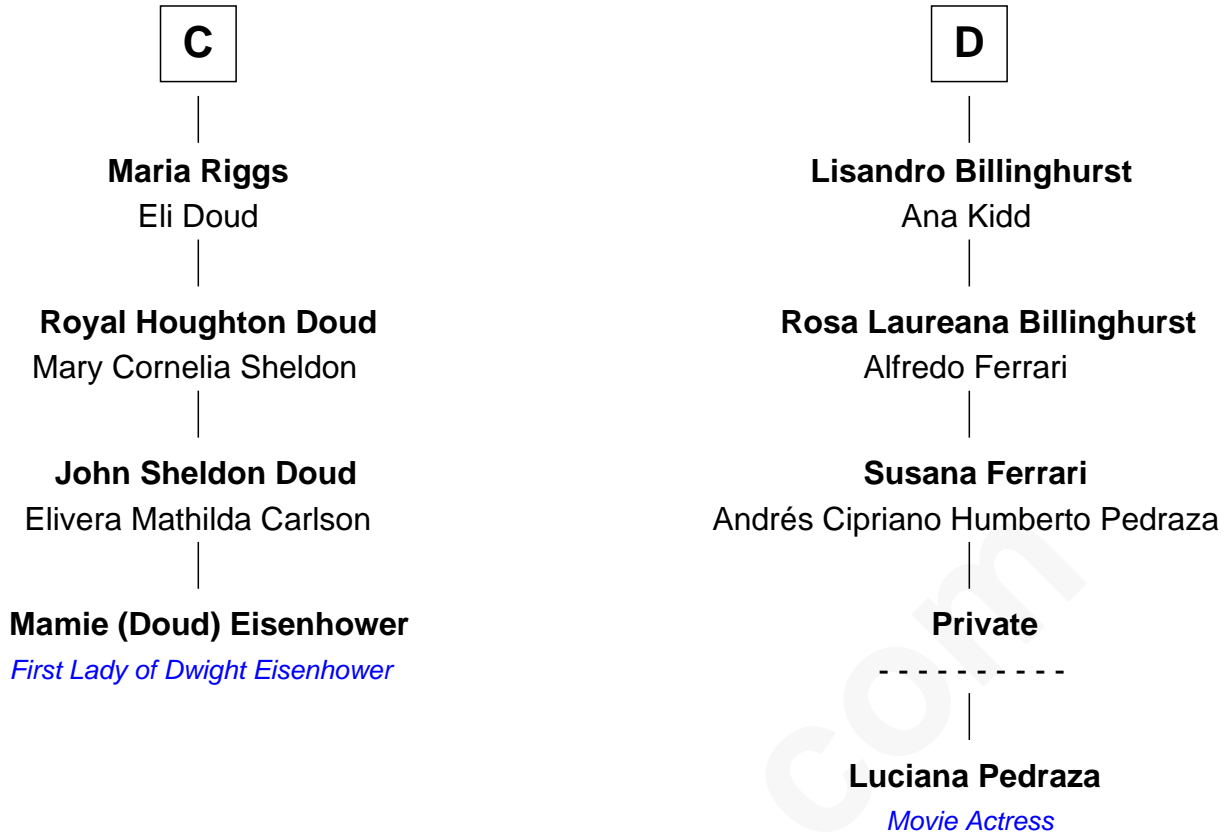 C
Maria Riggs
Eli Doud
Royal Houghton Doud
Mary Cornelia Sheldon
John Sheldon Doud
Elivera Mathilda Carlson
Mamie (Doud) Eisenhower
First Lady of Dwight Eisenhower
D
Lisandro Billinghurst
Ana Kidd
Rosa Laureana Billinghurst
Alfredo Ferrari
Susana Ferrari
Andrés Cipriano Humberto Pedraza
Private
- - - - - - - - - -
Luciana Pedraza
Movie Actress
com